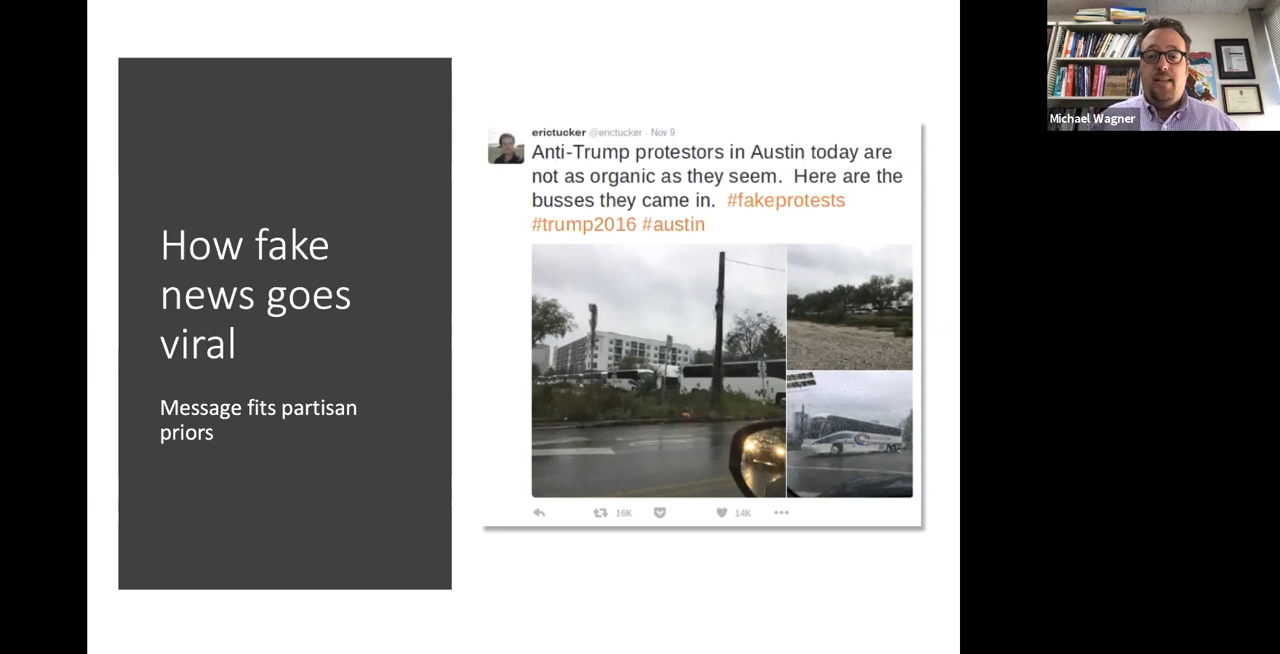 How fake
news goes
viral
Message fits partisan
priors
erictucker @erictucker · Nov 9
Anti-Trump protestors in Austin today are
not as organic as they seem. Here are the
busses they came in. #fakeprotests
#trump2016 #austin
16K 14K
Michael Wagner